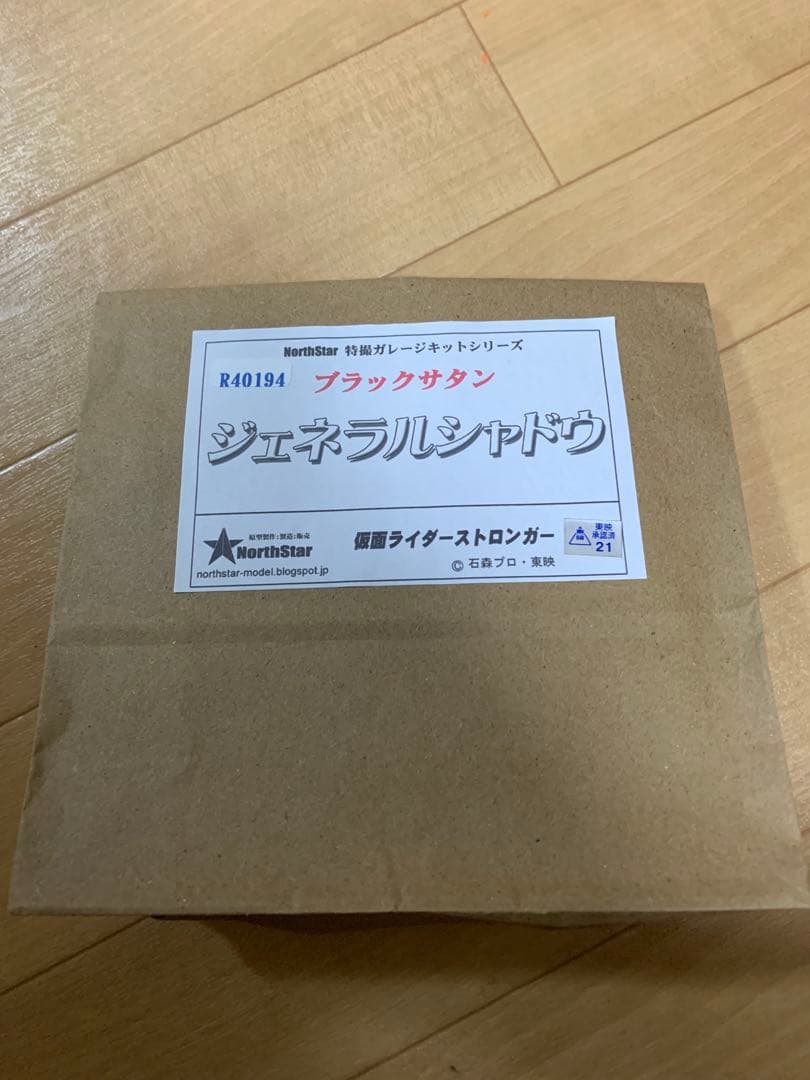 NorthStar 特撮ガレージキットシリーズ
R40194 ブラックサタン
ジェネラルシャドウ
原型製作:製造:販売
NorthStar
northstar-model.blogspot.jp
仮面ライダーストロンガー
© 石森プロ・東映
東映
承認済
21